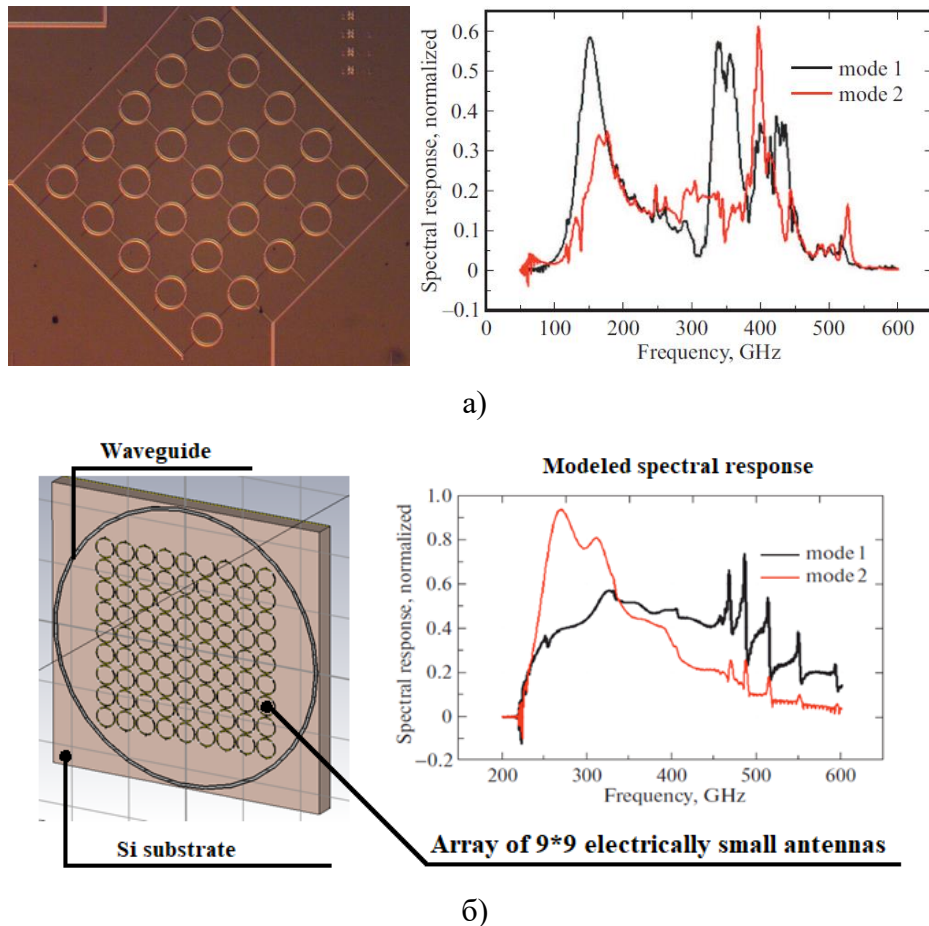 0.6
0.5
0.4
0.3
0.2
0.1
0
–0.1
Spectral response, normalized
mode 1
mode 2
0 100 200 300 400 500 600
Frequency, GHz
а)
Waveguide
Si substrate
Modeled spectral response
1.0
0.8
0.6
0.4
0.2
0
–0.2
Spectral response, normalized
mode 1
mode 2
200 300 400 500 600
Frequency, GHz
Array of 9*9 electrically small antennas
б)